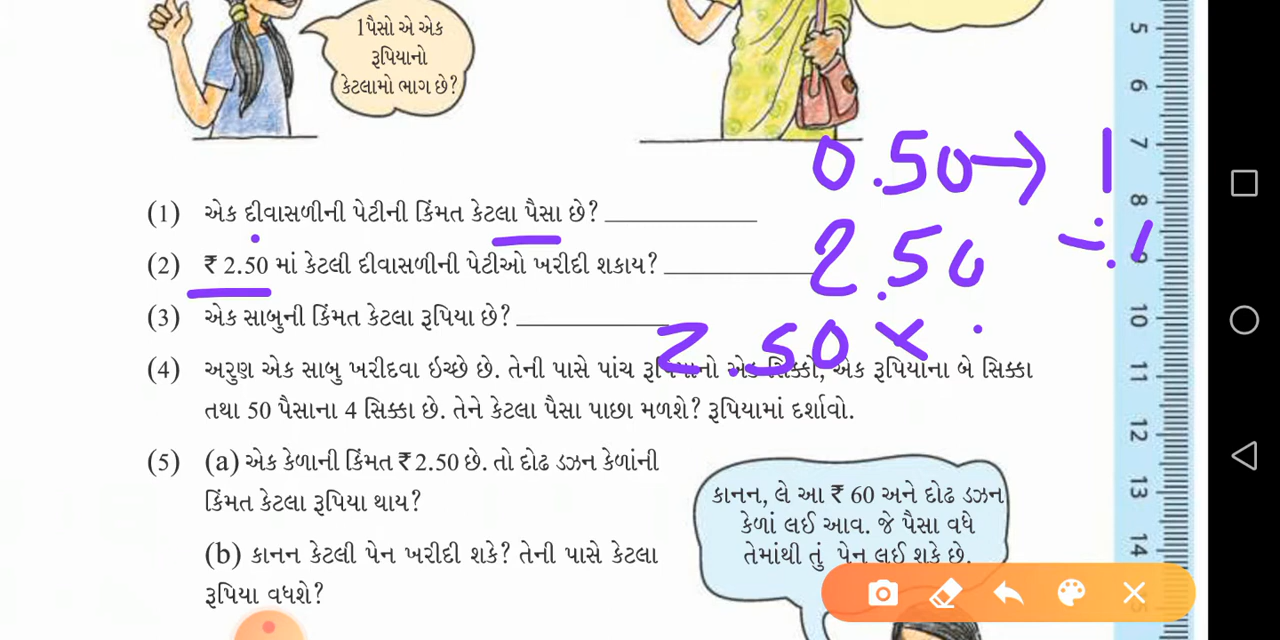 1પૈસો એ એક
રૂપિયાનો
કેટલામો ભાગ છે?
5
6
7
8
9
10
11
12
13
14
0.50→ 1
(1) એક દીવાસળીની પેટીની કિંમત કેટલા પૈસા છે?
2.50 ÷ 1
(2) ₹ 2.50 માં કેટલી દીવાસળીની પેટીઓ ખરીદી શકાય?
(3) એક સાબુની કિંમત કેટલા રૂપિયા છે?
2.50 ×
(4) અરુણ એક સાબુ ખરીદવા ઇચ્છે છે. તેની પાસે પાંચ રૂપિયાનો એક સિક્કો, એક રૂપિયાના બે સિક્કા
તથા 50 પૈસાના 4 સિક્કા છે. તેને કેટલા પૈસા પાછા મળશે? રૂપિયામાં દર્શાવો.
(5) (a) એક કેળાની કિંમત ₹ 2.50 છે. તો દોઢ ડઝન કેળાંની
કિંમત કેટલા રૂપિયા થાય?
(b) કાનન કેટલી પેન ખરીદી શકે? તેની પાસે કેટલા
રૂપિયા વધશે?
કાનન, લે આ ₹ 60 અને દોઢ ડઝન
કેળાં લઈ આવ. જે પૈસા વધે
તેમાંથી તું પેન લઈ શકે છે.